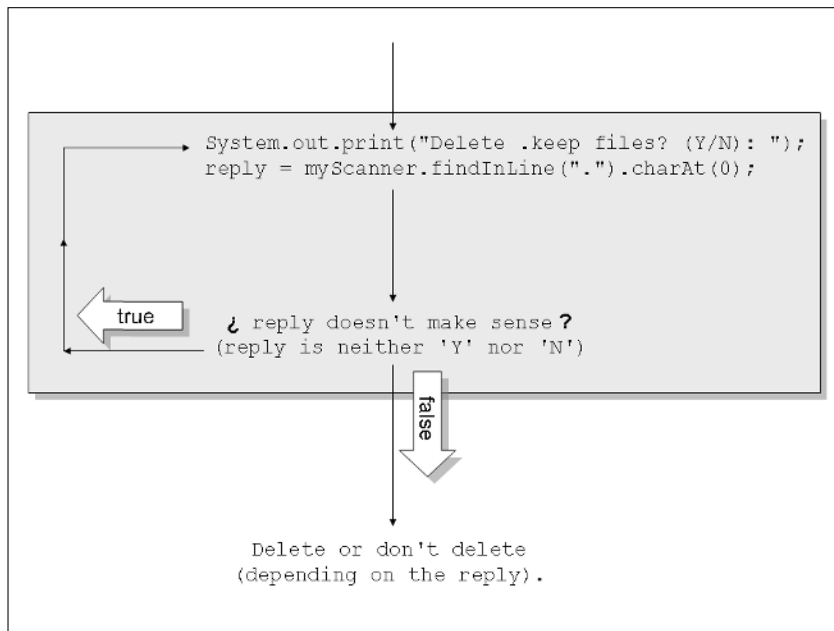 System.out.print("Delete .keep files? (Y/N): ");
reply = myScanner.findInLine(".").charAt(0);
true
¿ reply doesn't make sense ?
(reply is neither 'Y' nor 'N')
false
Delete or don't delete
(depending on the reply).